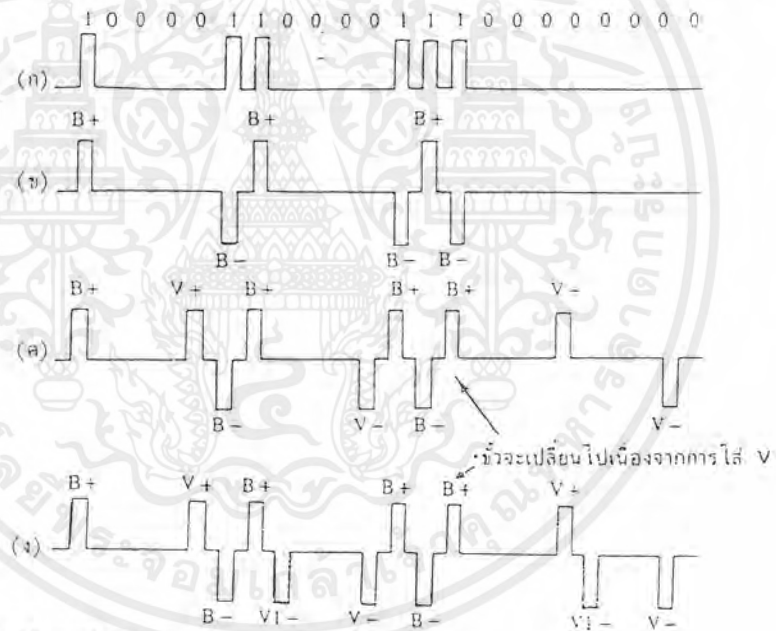 1 0 0 0 0 1 1 0 0 0 0 1 1 1 0 0 0 0 0 0 0 0
(ก)
B+ B+ B+
(ข)
B- B- B-
B+ V+ B+ B+ B+ V-
(ค)
B- V- B- V-
ขั้วจะเปลี่ยนไปเนื่องจากการใส่ V
B+ V+ B+ B+ B+ V+
(ง)
B- V1- V- B- V1- V-